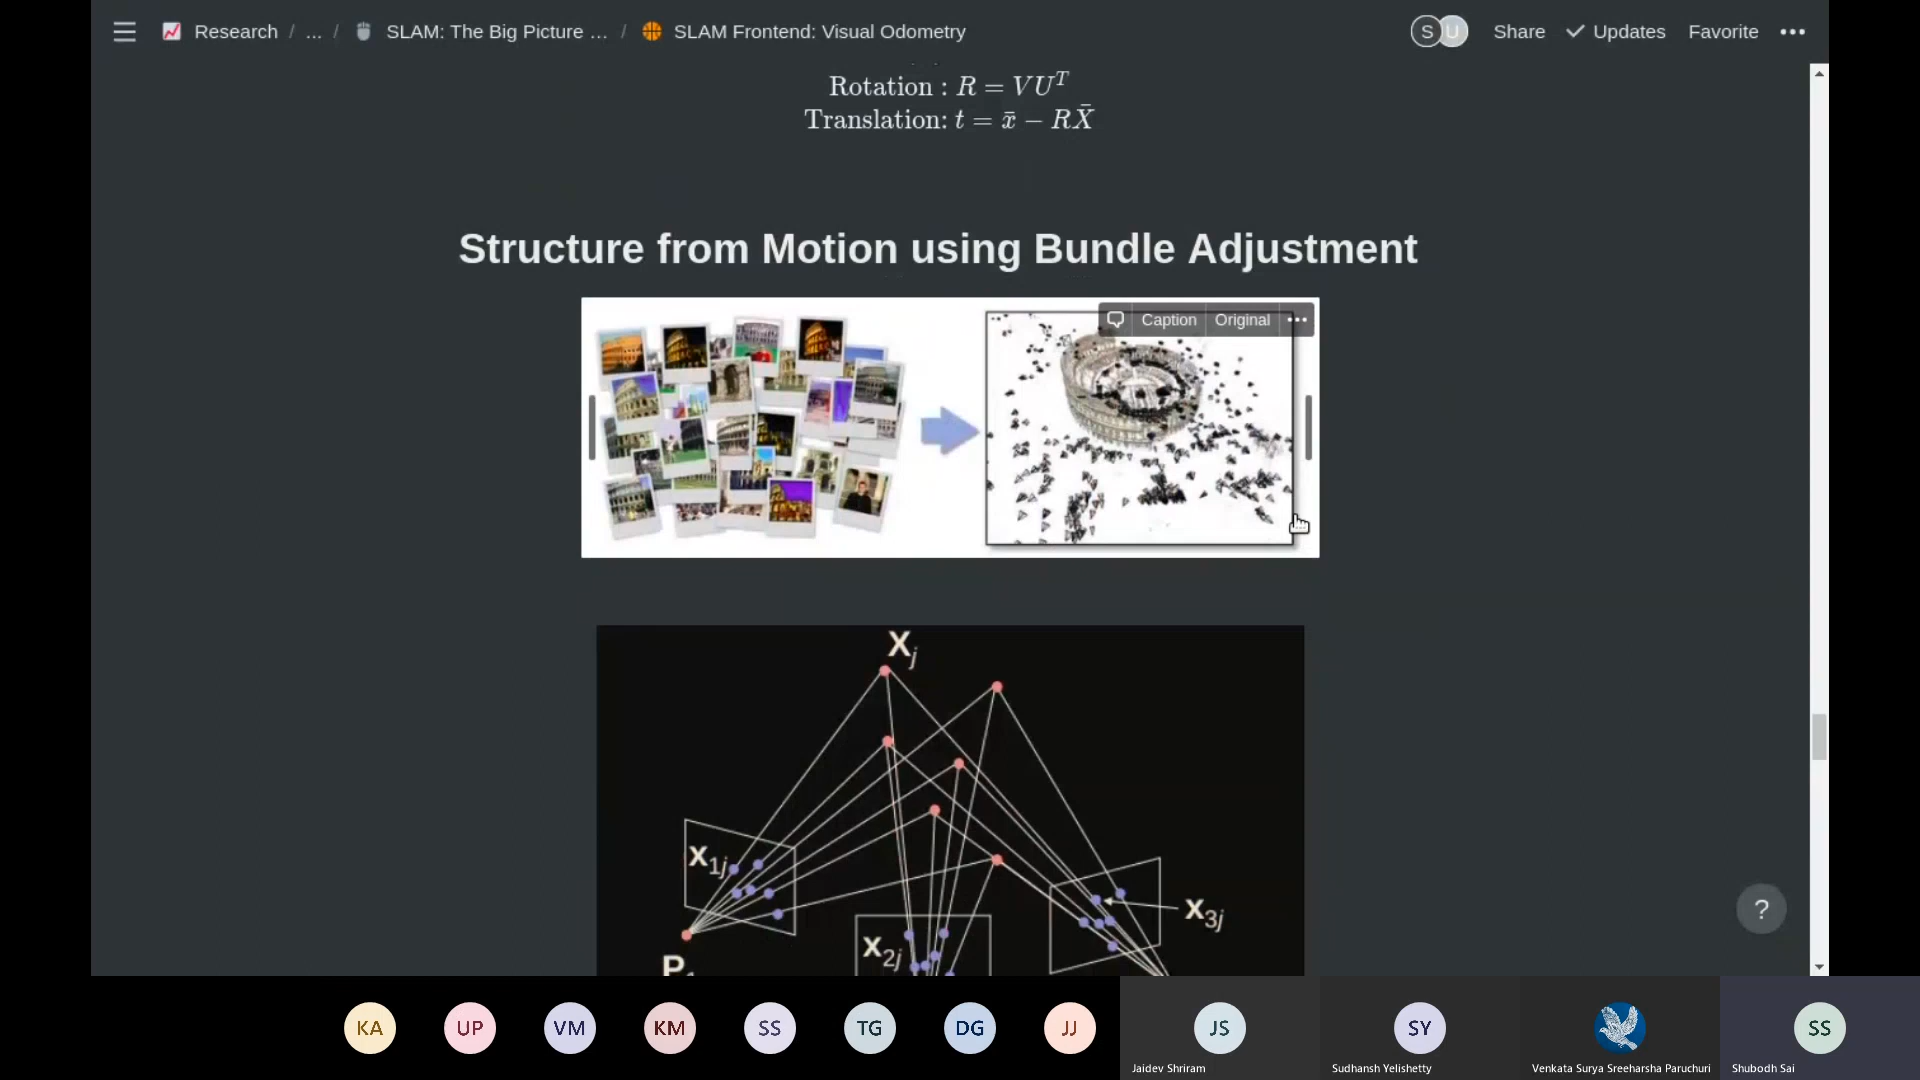 Research / ... / SLAM: The Big Picture ... / SLAM Frontend: Visual Odometry
S U Share Updates Favorite •••
Rotation : R = VU^T
Translation: t = x̄ − RX̄
Structure from Motion using Bundle Adjustment
Caption Original •••
X_j
x_1j
x_3j
x_2j
P
?
KA UP VM KM SS TG DG JJ JS SY SS
Jaidev Shriram Sudhansh Yelishetty Venkata Surya Sreeharsha Paruchuri Shubodh Sai